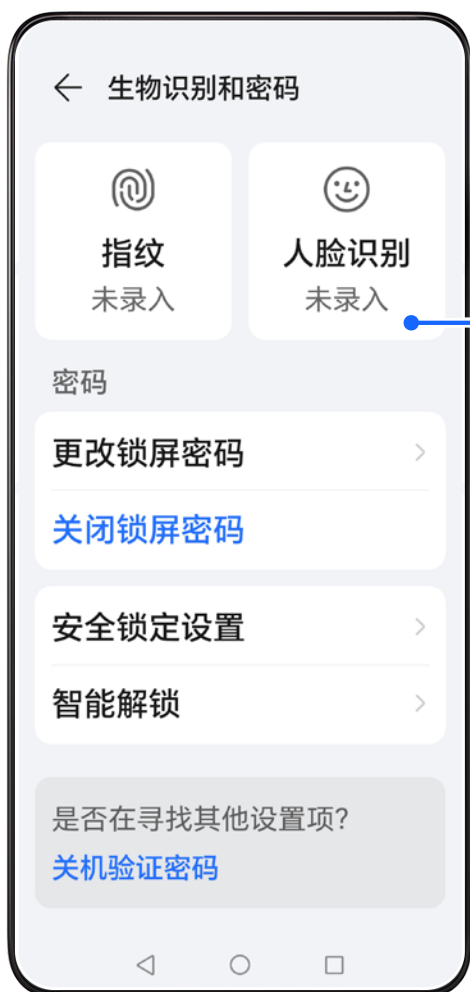 生物识别和密码
指纹
未录入
人脸识别
未录入
密码
更改锁屏密码
关闭锁屏密码
安全锁定设置
智能解锁
是否在寻找其他设置项?
关机验证密码